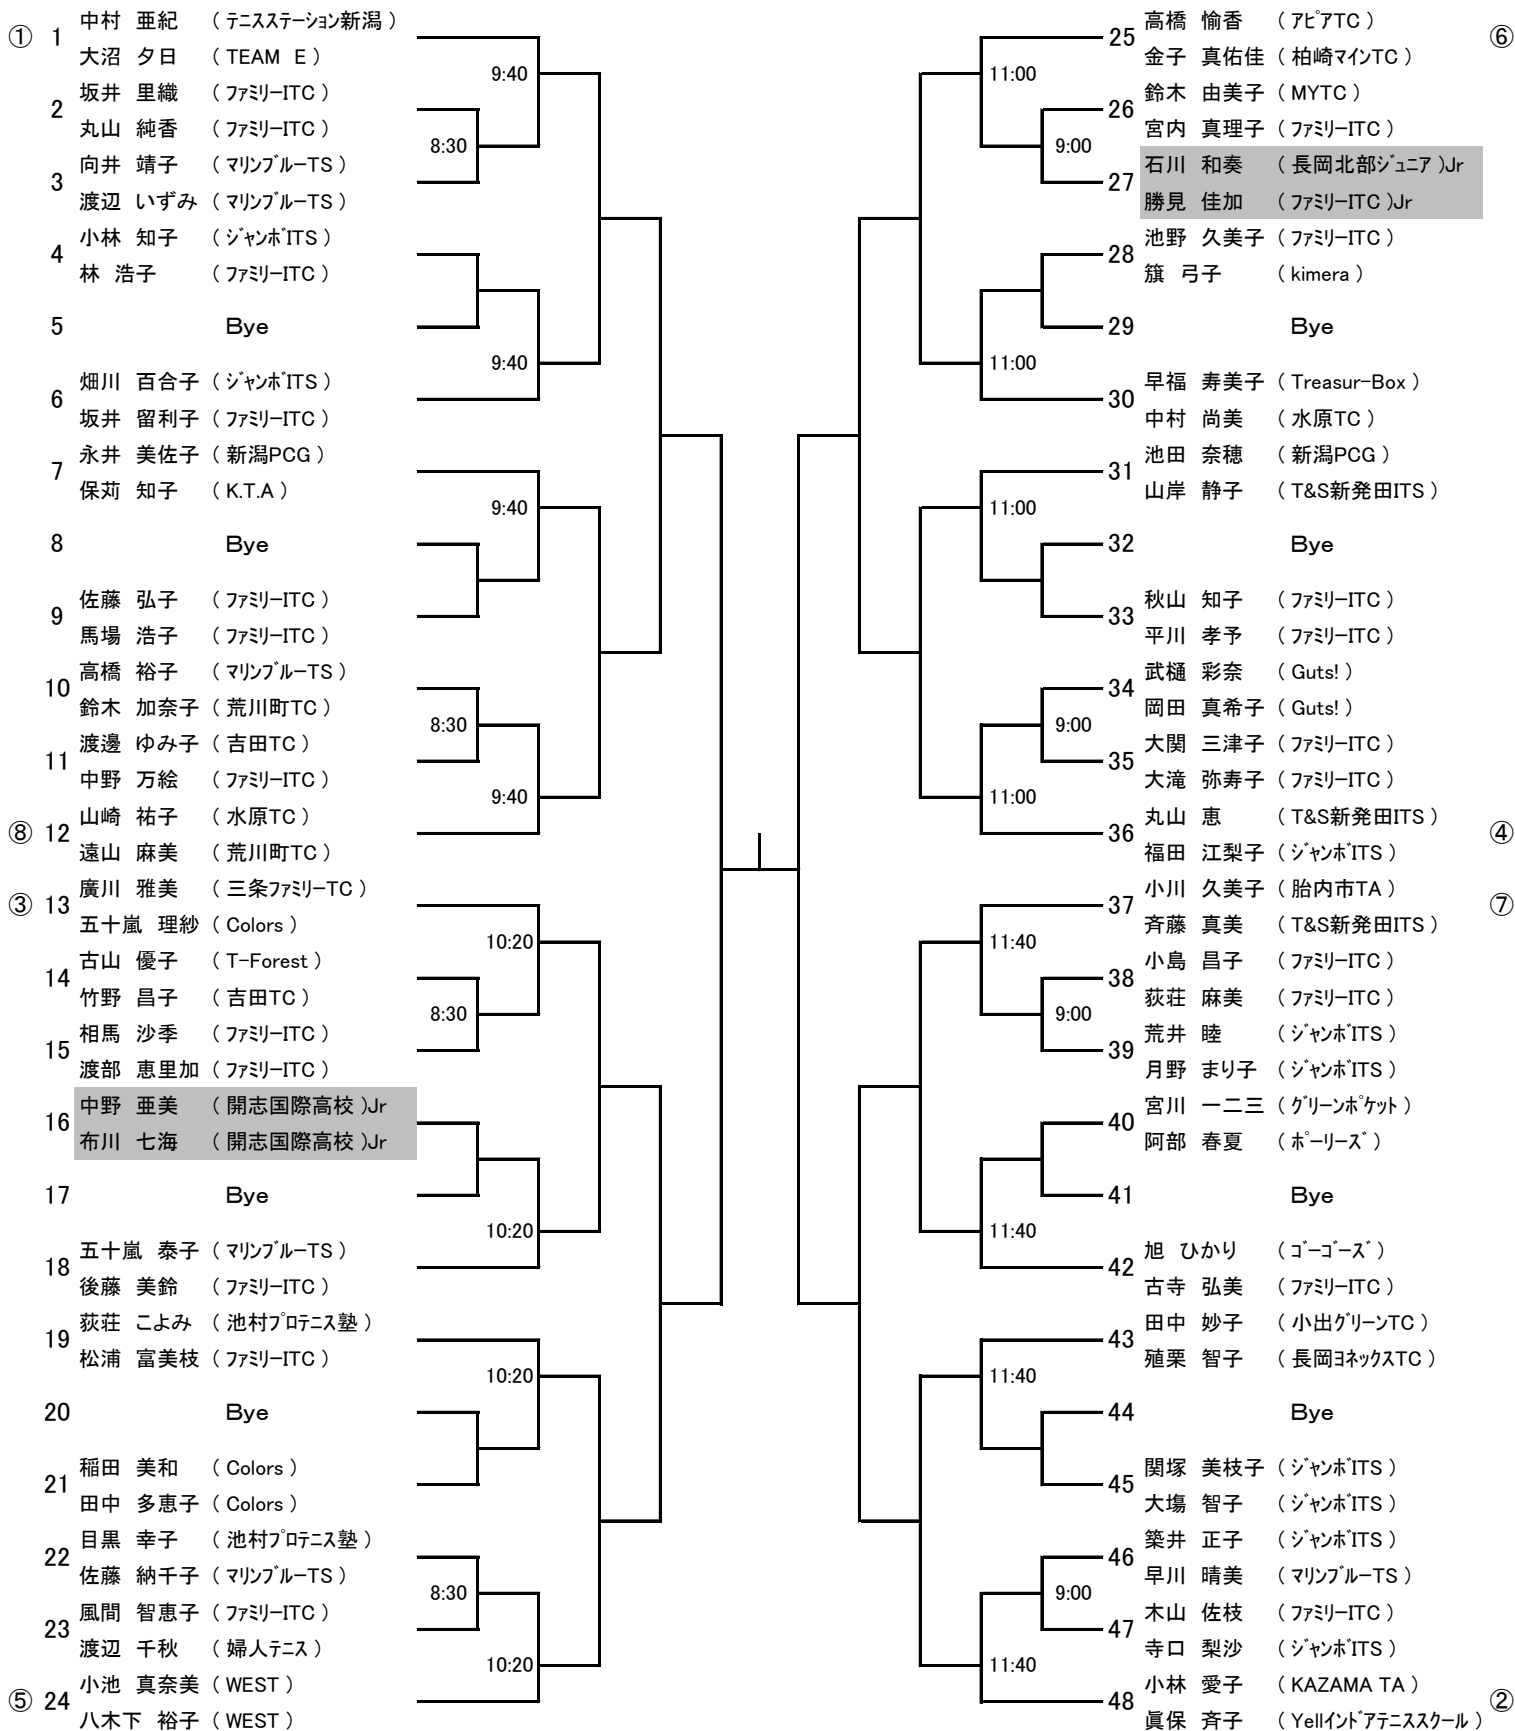 ① 1 中村 亜紀 ( テニスステーション新潟 )
大沼 夕日 ( TEAM E )
9:40
2 坂井 里織 ( ファミリーITC )
丸山 純香 ( ファミリーITC )
8:30
3 向井 靖子 ( マリンブルーTS )
渡辺 いずみ ( マリンブルーTS )
4 小林 知子 ( ジャンボITS )
林 浩子 ( ファミリーITC )
5 Bye
9:40
6 畑川 百合子 ( ジャンボITS )
坂井 留利子 ( ファミリーITC )
7 永井 美佐子 ( 新潟PCG )
保苅 知子 ( K.T.A )
9:40
8 Bye
9 佐藤 弘子 ( ファミリーITC )
馬場 浩子 ( ファミリーITC )
10 高橋 裕子 ( マリンブルーTS )
鈴木 加奈子 ( 荒川町TC )
8:30
11 渡邊 ゆみ子 ( 吉田TC )
中野 万絵 ( ファミリーITC )
9:40
⑧ 12 山崎 祐子 ( 水原TC )
遠山 麻美 ( 荒川町TC )
③ 13 廣川 雅美 ( 三条ファミリーTC )
五十嵐 理紗 ( Colors )
10:20
14 古山 優子 ( T-Forest )
竹野 昌子 ( 吉田TC )
8:30
15 相馬 沙季 ( ファミリーITC )
渡部 恵里加 ( ファミリーITC )
16 中野 亜美 ( 開志国際高校 )Jr
布川 七海 ( 開志国際高校 )Jr
17 Bye
10:20
18 五十嵐 泰子 ( マリンブルーTS )
後藤 美鈴 ( ファミリーITC )
19 荻荘 こよみ ( 池村プロテニス塾 )
松浦 富美枝 ( ファミリーITC )
10:20
20 Bye
21 稲田 美和 ( Colors )
田中 多恵子 ( Colors )
22 目黒 幸子 ( 池村プロテニス塾 )
佐藤 納千子 ( マリンブルーTS )
8:30
23 風間 智恵子 ( ファミリーITC )
渡辺 千秋 ( 婦人テニス )
10:20
⑤ 24 小池 真奈美 ( WEST )
八木下 裕子 ( WEST )
25 高橋 愉香 ( アピアTC ) ⑥
金子 真佑佳 ( 柏崎マインTC )
11:00
26 鈴木 由美子 ( MYTC )
宮内 真理子 ( ファミリーITC )
9:00
27 石川 和奏 ( 長岡北部ジュニア )Jr
勝見 佳加 ( ファミリーITC )Jr
28 池野 久美子 ( ファミリーITC )
籏 弓子 ( kimera )
29 Bye
11:00
30 早福 寿美子 ( Treasur-Box )
中村 尚美 ( 水原TC )
31 池田 奈穂 ( 新潟PCG )
山岸 静子 ( T&S新発田ITS )
11:00
32 Bye
33 秋山 知子 ( ファミリーITC )
平川 孝予 ( ファミリーITC )
34 武樋 彩奈 ( Guts! )
岡田 真希子 ( Guts! )
9:00
35 大関 三津子 ( ファミリーITC )
大滝 弥寿子 ( ファミリーITC )
11:00
36 丸山 恵 ( T&S新発田ITS ) ④
福田 江梨子 ( ジャンボITS )
37 小川 久美子 ( 胎内市TA ) ⑦
斉藤 真美 ( T&S新発田ITS )
11:40
38 小島 昌子 ( ファミリーITC )
荻荘 麻美 ( ファミリーITC )
9:00
39 荒井 睦 ( ジャンボITS )
月野 まり子 ( ジャンボITS )
40 宮川 一二三 ( グリーンポケット )
阿部 春夏 ( ポーリーズ )
41 Bye
11:40
42 旭 ひかり ( ゴーゴーズ )
古寺 弘美 ( ファミリーITC )
43 田中 妙子 ( 小出グリーンTC )
殖栗 智子 ( 長岡ヨネックスTC )
11:40
44 Bye
45 関塚 美枝子 ( ジャンボITS )
大塲 智子 ( ジャンボITS )
46 築井 正子 ( ジャンボITS )
早川 晴美 ( マリンブルーTS )
9:00
47 木山 佐枝 ( ファミリーITC )
寺口 梨沙 ( ジャンボITS )
11:40
48 小林 愛子 ( KAZAMA TA ) ②
眞保 斉子 ( Yellインドアテニススクール )